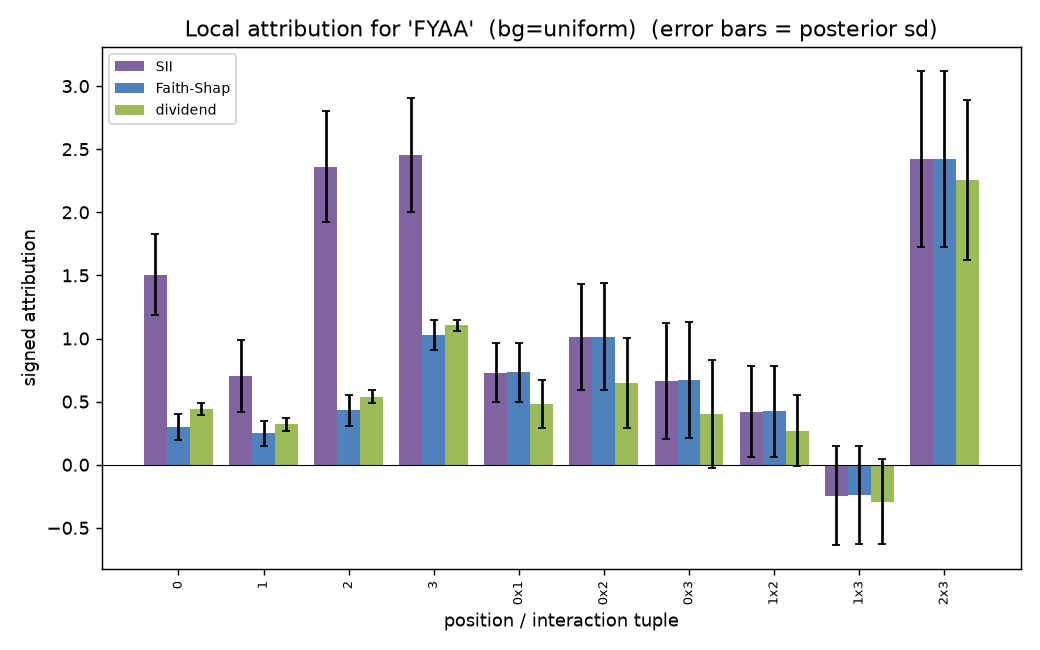 Local attribution for 'FYAA'  (bg=uniform)  (error bars = posterior sd)
SII
Faith-Shap
dividend
signed attribution
3.0
2.5
2.0
1.5
1.0
0.5
0.0
−0.5
0
1
2
3
0x1
0x2
0x3
1x2
1x3
2x3
position / interaction tuple